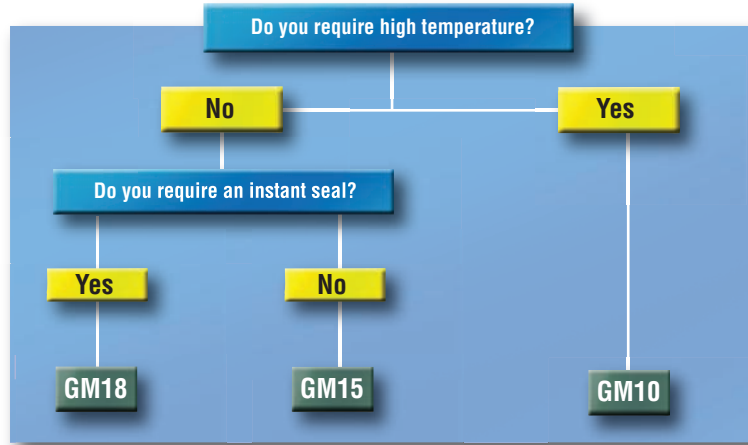 Do you require high temperature?
No
Yes
Do you require an instant seal?
Yes
No
GM18
GM15
GM10